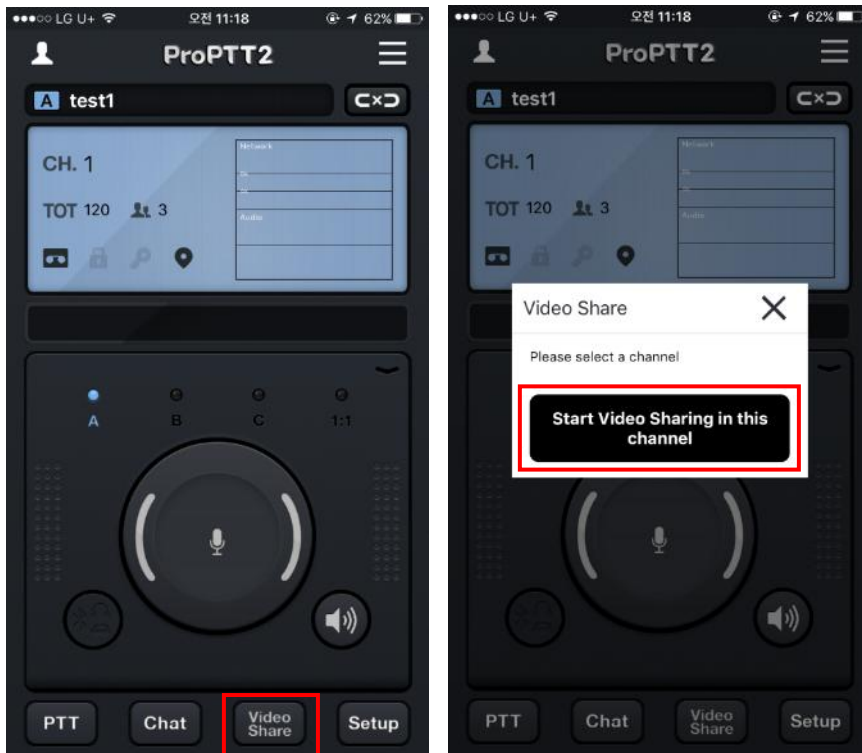 LG U+ 오전 11:18 62%
ProPTT2
A test1
CH. 1
Network
TOT 120 3
Audio
A B C 1:1
PTT Chat Video Share Setup
LG U+ 오전 11:18 62%
ProPTT2
A test1
CH. 1
Network
TOT 120 3
Audio
Video Share
Please select a channel
Start Video Sharing in this
channel
PTT Chat Video Share Setup